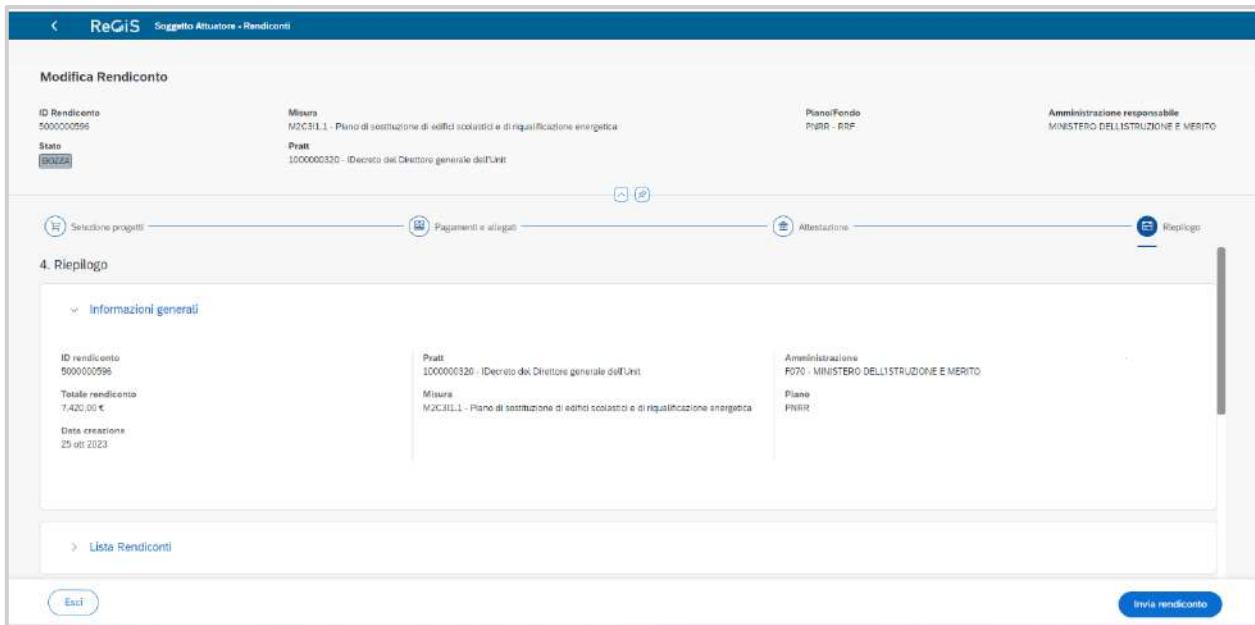 ReGiS Soggetto Attuatore - Rendiconti
Modifica Rendiconto
ID Rendiconto
5000000596
Misura
M2C3I1.1 - Piano di sostituzione di edifici scolastici e di riqualificazione energetica
Piano/Fondo
PNRR - RRF
Amministrazione responsabile
MINISTERO DELL'ISTRUZIONE E MERITO
Stato
BOZZA
Pratt
1000000320 - IDecreto del Direttore generale dell'Unit
Selezione progetti
Pagamenti e allegati
Attestazione
Riepilogo
4. Riepilogo
Informazioni generali
ID rendiconto
5000000596
Totale rendiconto
7.420,00 €
Data creazione
25 ott 2023
Pratt
1000000320 - IDecreto del Direttore generale dell'Unit
Misura
M2C3I1.1 - Piano di sostituzione di edifici scolastici e di riqualificazione energetica
Amministrazione
F070 - MINISTERO DELL'ISTRUZIONE E MERITO
Piano
PNRR
Lista Rendiconti
Esci
Invia rendiconto